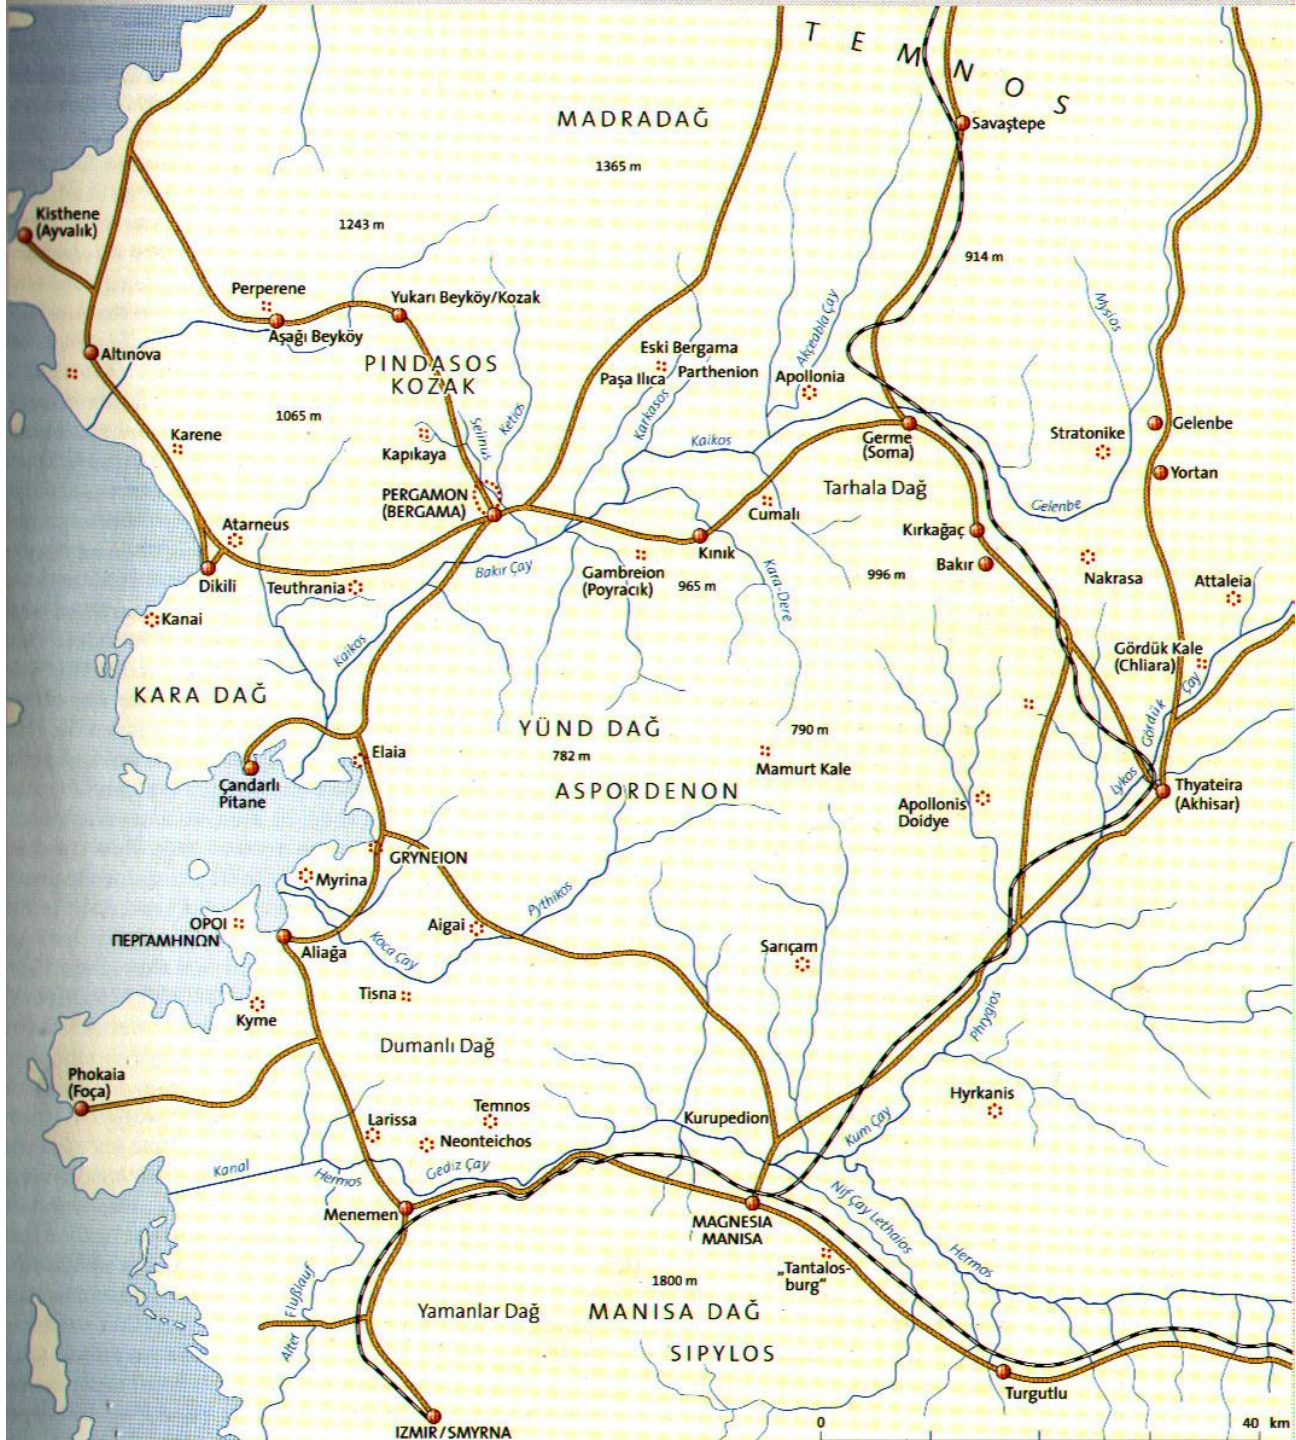 TEMNOS
MADRADAĞ
1365 m
Savaştepe
Kisthene
(Ayvalık)
1243 m
914 m
Perperene
Yukarı Beyköy/Kozak
Mysios
Aşağı Beyköy
Akçeabla Çay
Altınova
PINDASOS
KOZAK
Eski Bergama
Paşa Ilıca
Parthenion
Apollonia
1065 m
Selinus
Ketios
Karkasos
Karene
Kapıkaya
Kaikos
Germe
(Soma)
Stratonike
Gelenbe
Yortan
PERGAMON
(BERGAMA)
Tarhala Dağ
Gelenbe
Atarneus
Cumalı
Kırkağaç
Kınık
Dikili
Teuthrania
Bakır Çay
Gambreion
(Poyracık)
965 m
Kara-Dere
996 m
Bakır
Nakrasa
Attaleia
Kanai
Kaikos
Gördük Kale
(Chliara)
KARA DAĞ
Gördük Çay
YÜND DAĞ
782 m
790 m
Elaia
Mamurt Kale
Çandarlı
Pitane
ASPORDENON
Lykos
Thyateira
(Akhisar)
Apollonis
Doidye
GRYNEION
Myrina
Pythikos
ΟΡΟΙ
ΠΕΡΓΑΜΗΝΩΝ
Aigai
Aliağa
Koca Çay
Sarıçam
Tisna
Kyme
Phrygios
Dumanlı Dağ
Phokaia
(Foça)
Hyrkanis
Temnos
Larissa
Neonteichos
Kurupedion
Kum Çay
Kanal
Hermos
Gediz Çay
Menemen
MAGNESIA
MANISA
Nif Çay Lethaios
Hermos
„Tantalos-
burg“
Alter Flußlauf
1800 m
Yamanlar Dağ
MANISA DAĞ
SIPYLOS
Turgutlu
IZMIR/SMYRNA
0 40 km